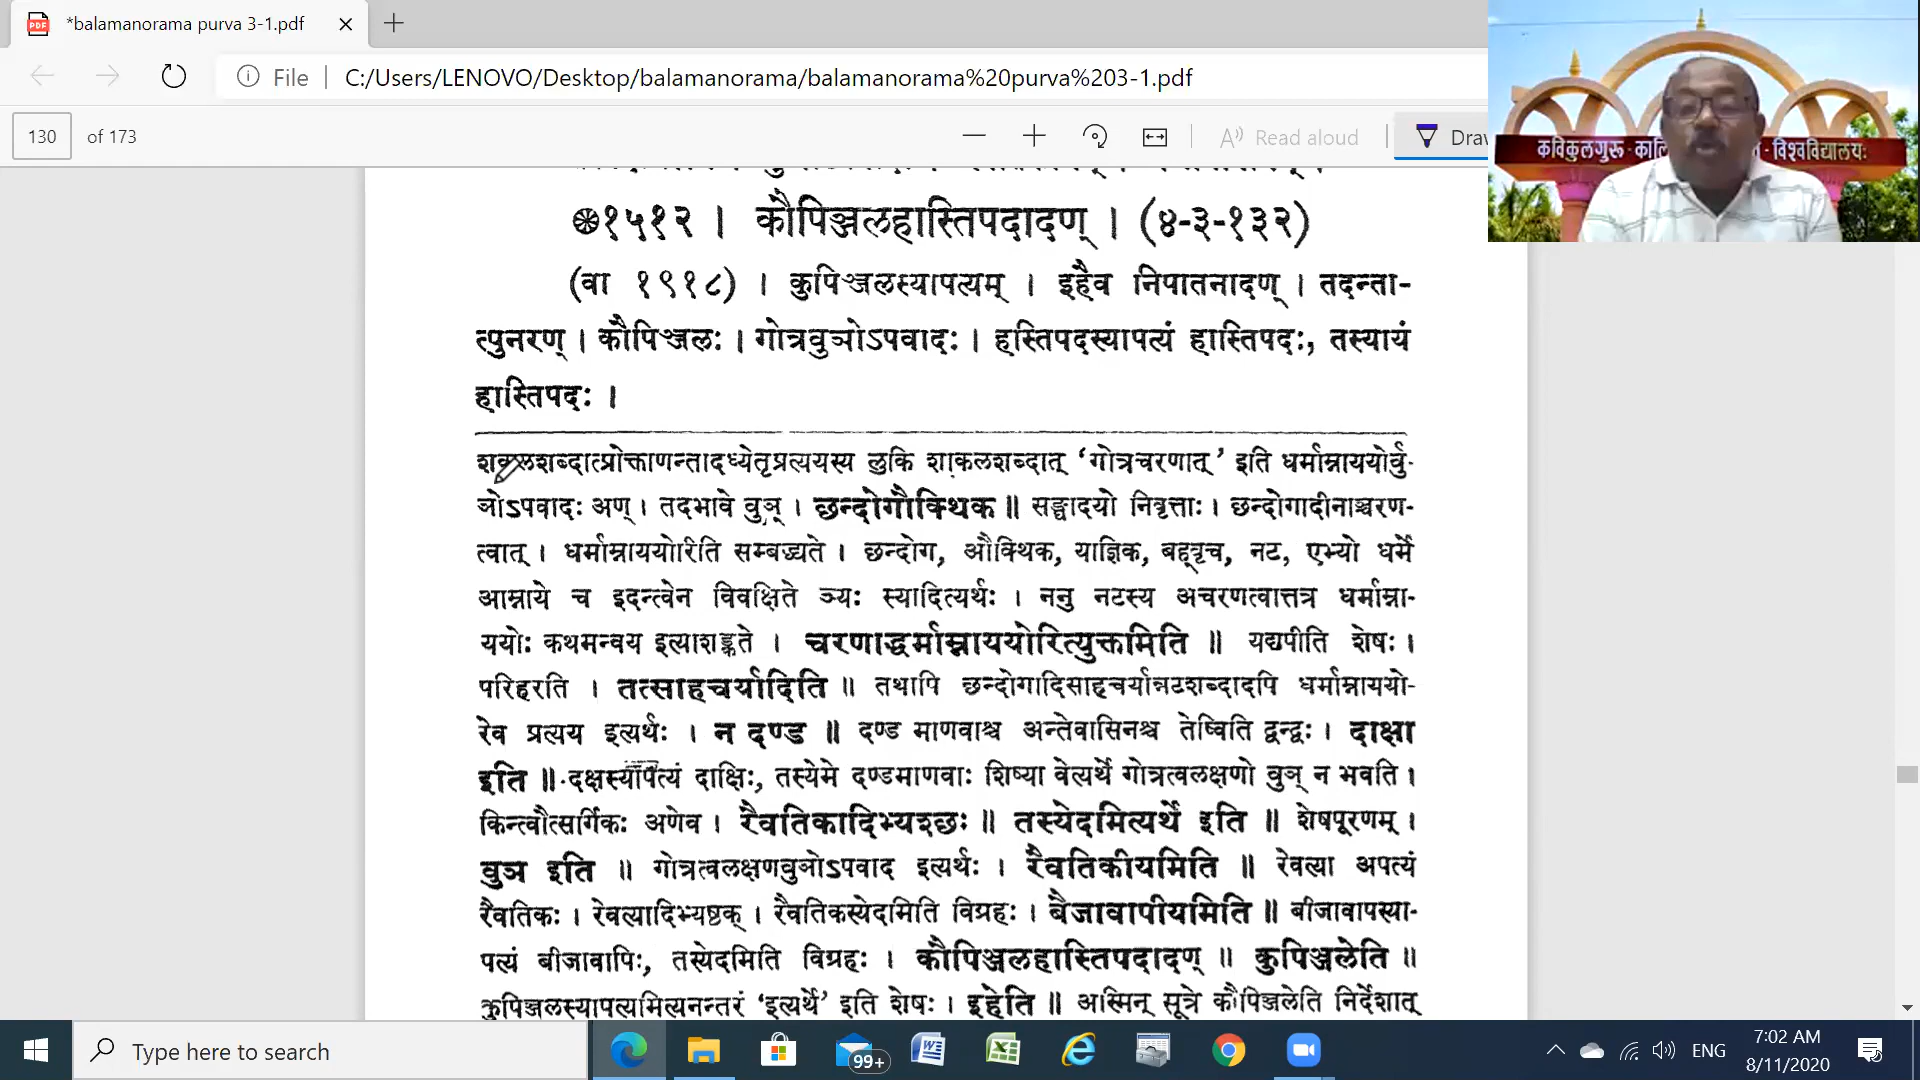 *balamanorama purva 3-1.pdf
File | C:/Users/LENOVO/Desktop/balamanorama/balamanorama%20purva%203-1.pdf
130 of 173
Read aloud
Draw
कविकुलगुरू-का
-विश्वविद्यालयः
१५१२ । कौपिञ्जलहास्तिपदादण् । (४-३-१३२)
(वा १९१८) । कुपिञ्जलस्यापत्यम् । इहैव निपातनादण् । तदन्ता-
त्पुनरण् । कौपिञ्जलः । गोत्रवुञोऽपवादः । हस्तिपदस्यापत्यं हास्तिपदः, तस्यायं
हास्तिपदः ।
शकलशब्दात्प्रोक्ताणन्तादध्येतृप्रत्ययस्य लुकि शाकलशब्दात् ‘गोत्रचरणात्’ इति धर्माम्नाययोर्वु-
ञोऽपवादः अण् । तदभावे वुञ् । छन्दोगौक्थिक ॥ सङ्घादयो निवृत्ताः । छन्दोगादीनाञ्चरण-
त्वात् । धर्माम्नाययोरिति सम्बद्ध्यते । छन्दोग, औक्थिक, याज्ञिक, बह्वृच, नट, एभ्यो धर्मे
आम्नाये च इदन्त्वेन विवक्षिते ञ्यः स्यादित्यर्थः । ननु नटस्य अचरणत्वात्तत्र धर्माम्ना-
ययोः कथमन्वय इत्याशङ्कते । चरणाद्धर्माम्नाययोरित्युक्तमिति ॥ यद्यपीति शेषः ।
परिहरति । तत्साहचर्यादिति ॥ तथापि छन्दोगादिसाहचर्यान्नटशब्दादपि धर्माम्नाययो-
रेव प्रत्यय इत्यर्थः । न दण्ड ॥ दण्ड माणवाश्च अन्तेवासिनश्च तेष्विति द्वन्द्वः । दाक्षा
इति ॥ दक्षस्यापत्यं दाक्षिः, तस्येमे दण्डमाणवाः शिष्या वेत्यर्थे गोत्रत्वलक्षणो वुञ् न भवति ।
किन्त्वौत्सर्गिकः अणेव । रैवतिकादिभ्यश्छः ॥ तस्येदमित्यर्थे इति ॥ शेषपूरणम् ।
वुञ इति ॥ गोत्रत्वलक्षणवुञोऽपवाद इत्यर्थः । रैवतिकीयमिति ॥ रेवत्या अपत्यं
रैवतिकः । रेवत्यादिभ्यष्ठक् । रैवतिकस्येदमिति विग्रहः । बैजावापीयमिति ॥ बीजावापस्या-
पत्यं बीजावापिः, तस्येदमिति विग्रहः । कौपिञ्जलहास्तिपदादण् ॥ कुपिञ्जलेति ॥
कुपिञ्जलस्यापत्यमित्यनन्तरं ‘इत्यर्थे’ इति शेषः । इहेति ॥ अस्मिन् सूत्रे कौपिञ्जलेति निर्देशात्
Type here to search
99+
ENG
7:02 AM
8/11/2020